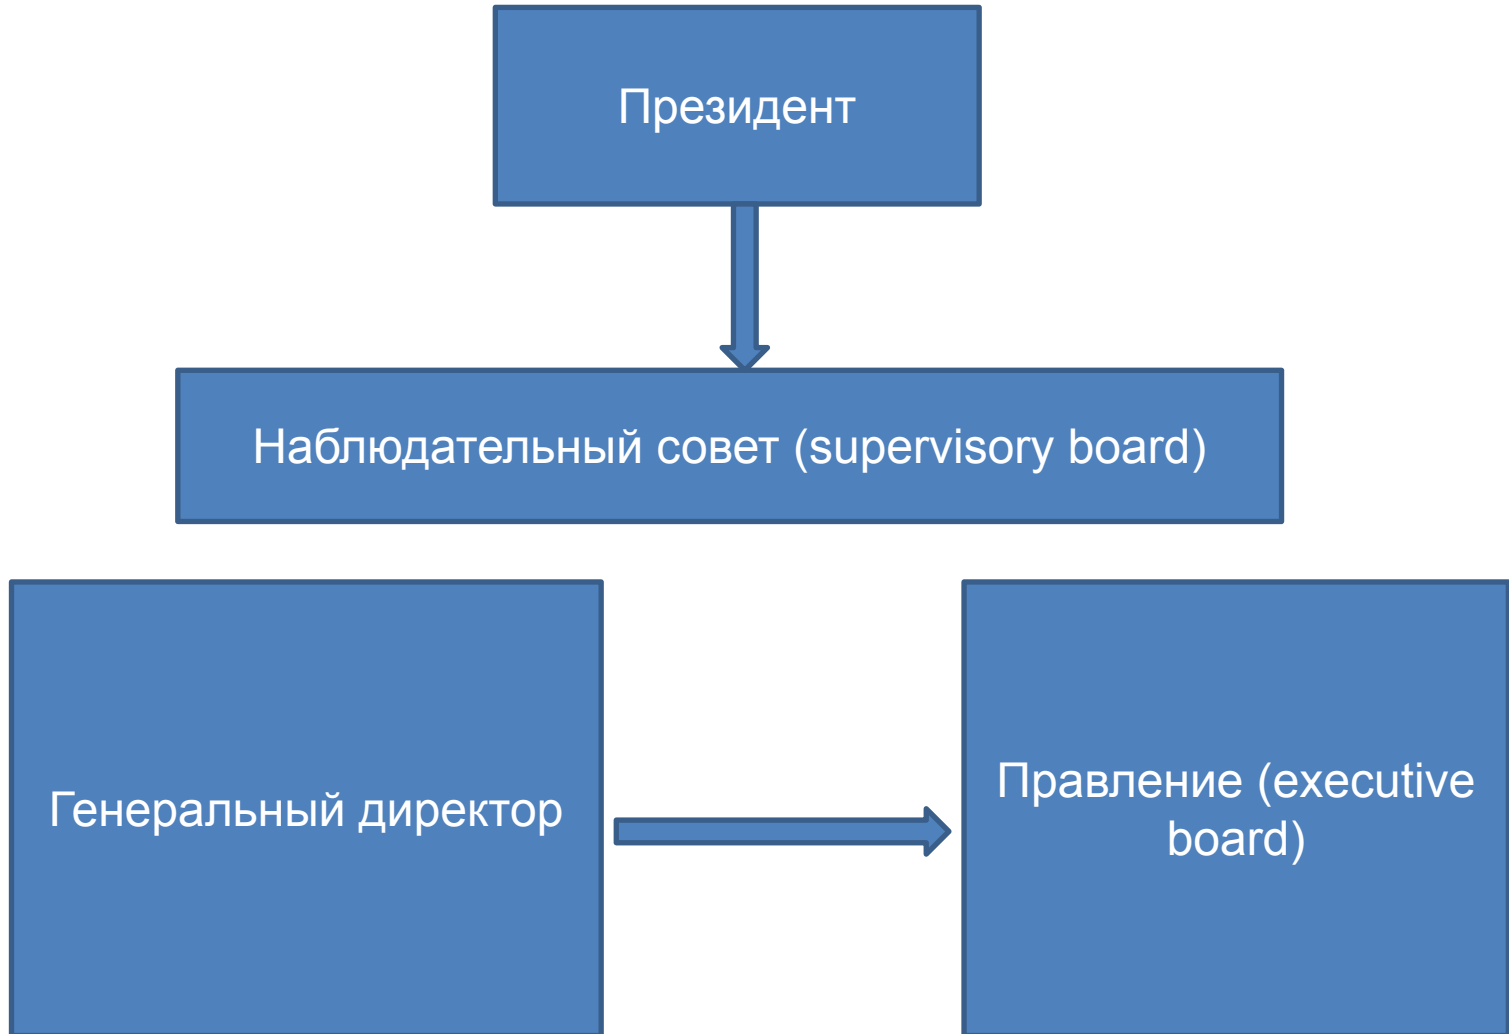 Президент
Наблюдательный совет (supervisory board)
Генеральный директор
Правление (executive
board)